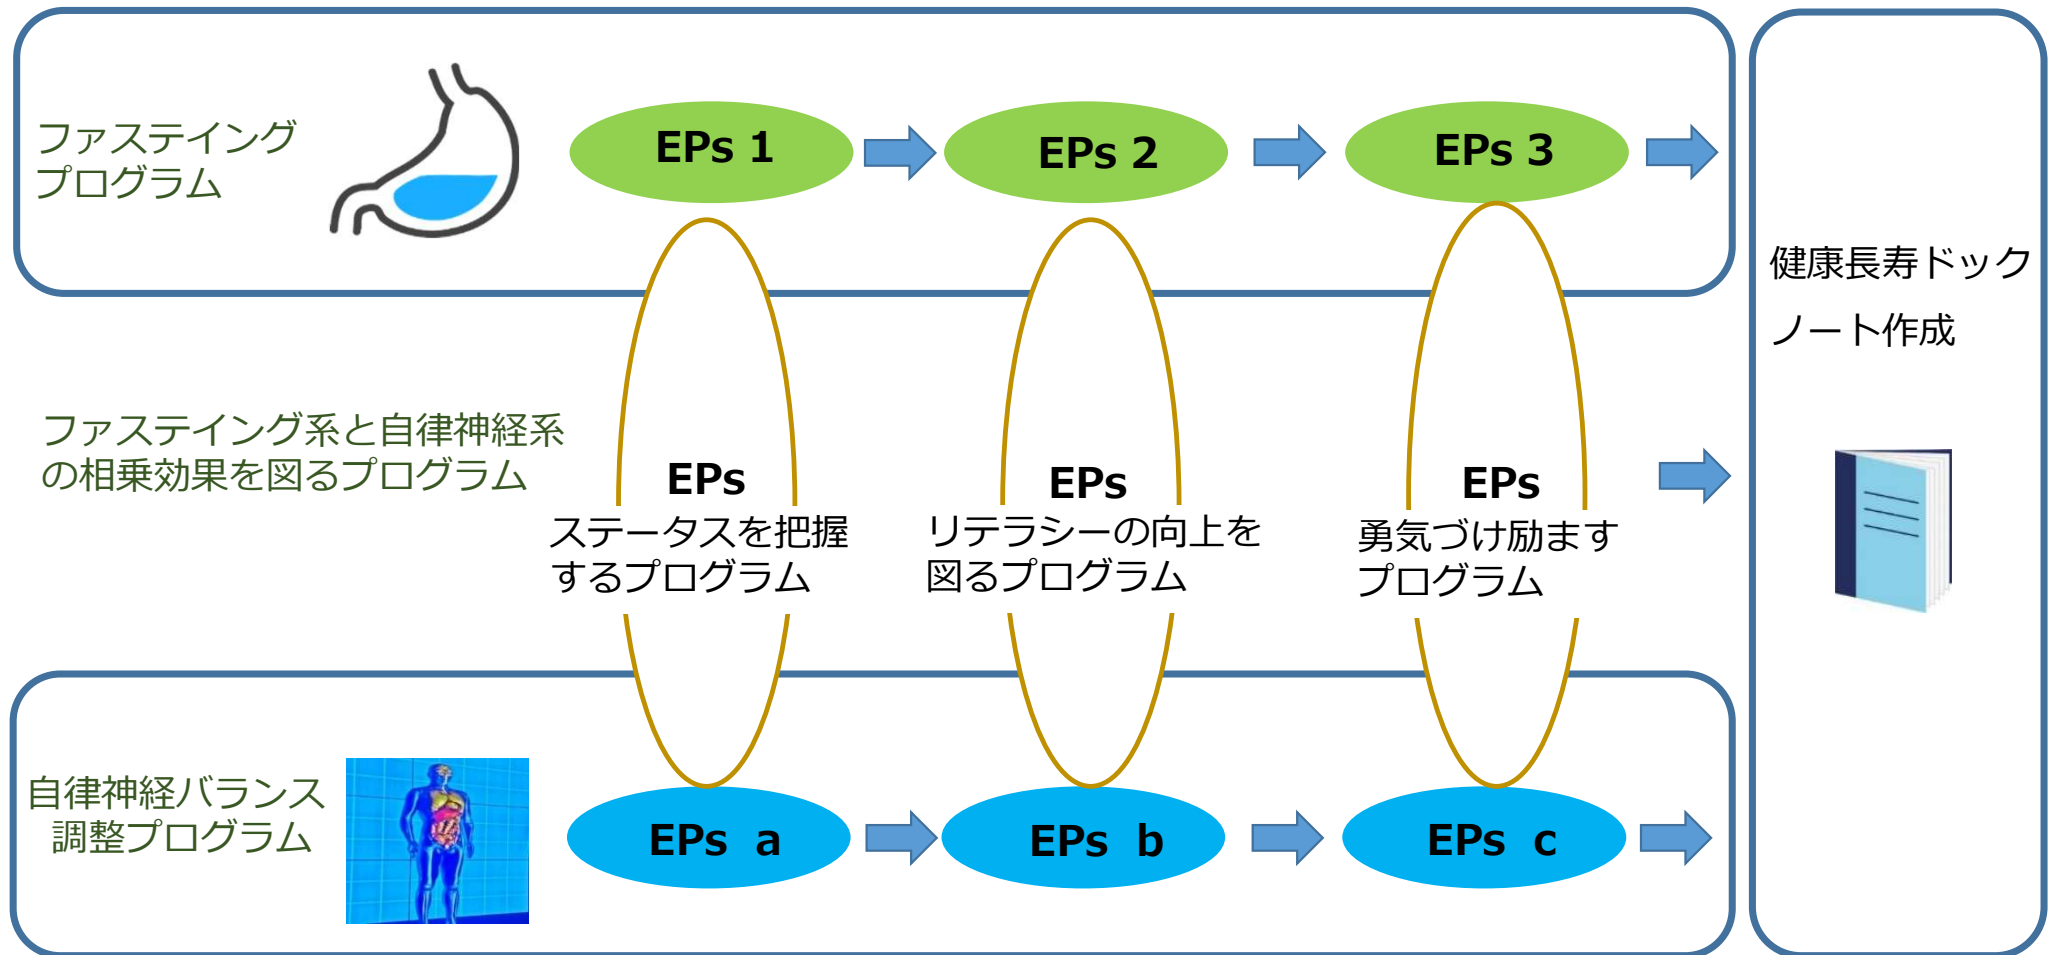 ファステイング
プログラム
EPs 1
EPs 2
EPs 3
ファステイング系と自律神経系
の相乗効果を図るプログラム
EPs
ステータスを把握
するプログラム
EPs
リテラシーの向上を
図るプログラム
EPs
勇気づけ励ます
プログラム
自律神経バランス
調整プログラム
EPs a
EPs b
EPs c
健康長寿ドック
ノート作成